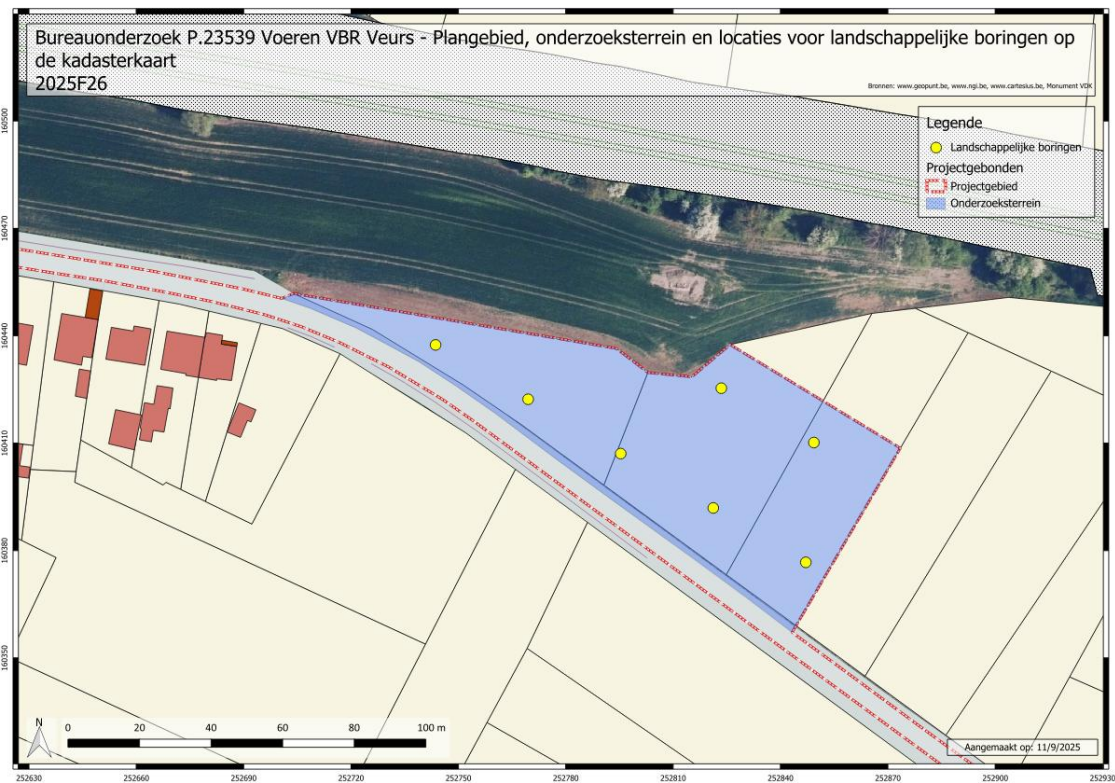 Bureauonderzoek P.23539 Voeren VBR Veurs - Plangebied, onderzoeksterrein en locaties voor landschappelijke boringen op
de kadasterkaart
2025F26
Bronnen: www.geopunt.be, www.ngi.be, www.cartesius.be, Monument VDK
Legende
Landschappelijke boringen
Projectgebonden
Projectgebied
Onderzoeksterrein
160500
160470
160440
160410
160380
160350
N
0 20 40 60 80 100 m
Aangemaakt op: 11/9/2025
252630 252660 252690 252720 252750 252780 252810 252840 252870 252900 252930